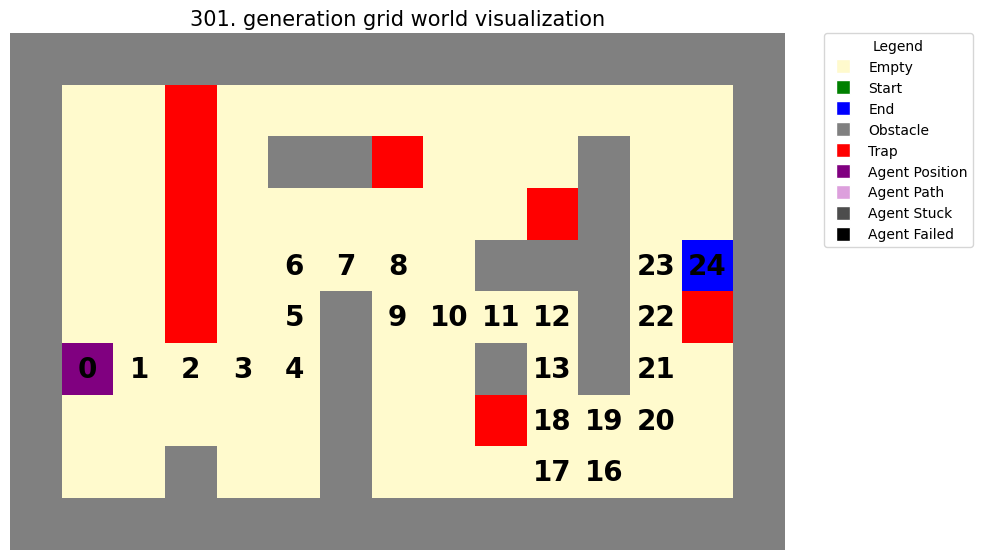 301. generation grid world visualization
Legend
Empty
Start
End
Obstacle
Trap
Agent Position
Agent Path
Agent Stuck
Agent Failed
6 7 8 23 24
5 9 10 11 12 22
0 1 2 3 4 13 21
18 19 20
17 16